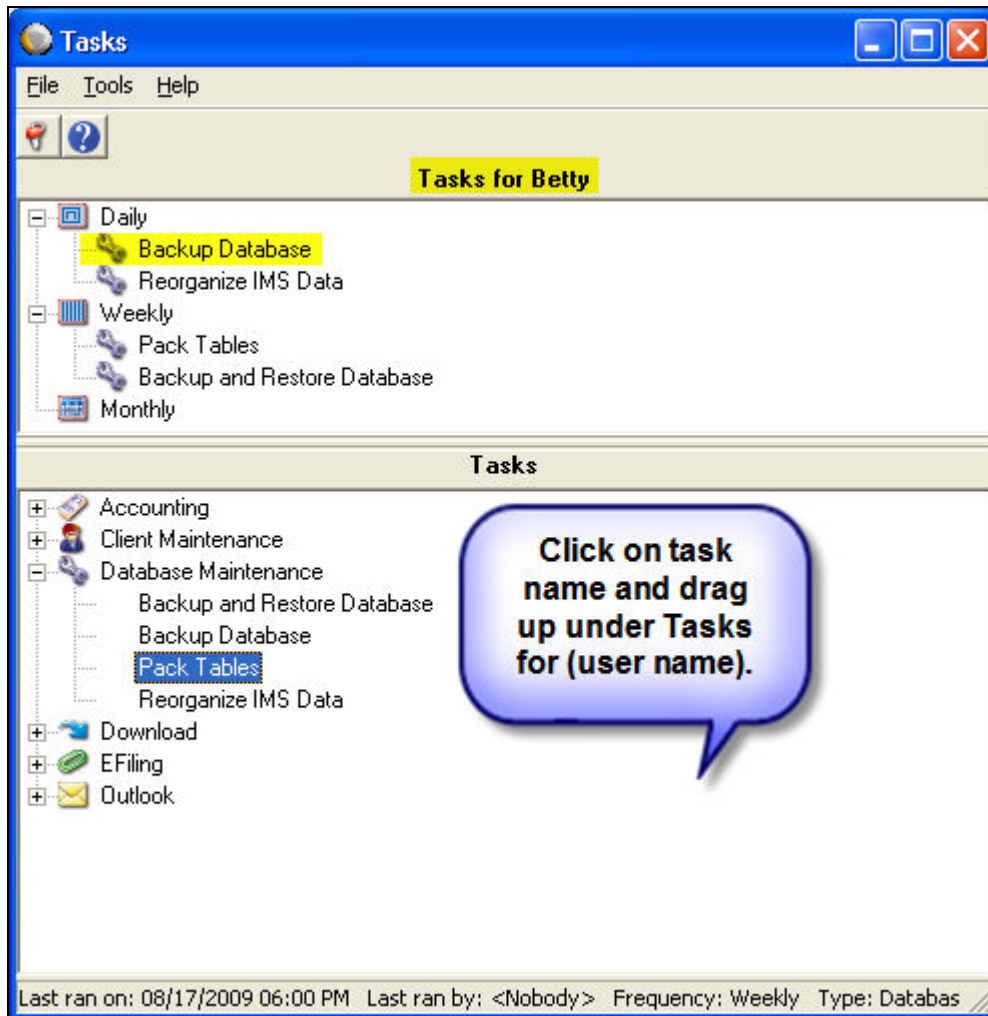 Tasks
File Tools Help
Tasks for Betty
Daily
Backup Database
Reorganize IMS Data
Weekly
Pack Tables
Backup and Restore Database
Monthly
Tasks
Accounting
Client Maintenance
Database Maintenance
Backup and Restore Database
Backup Database
Pack Tables
Reorganize IMS Data
Download
EFiling
Outlook
Click on task
name and drag
up under Tasks
for (user name).
Last ran on: 08/17/2009 06:00 PM Last ran by: <Nobody> Frequency: Weekly Type: Databas